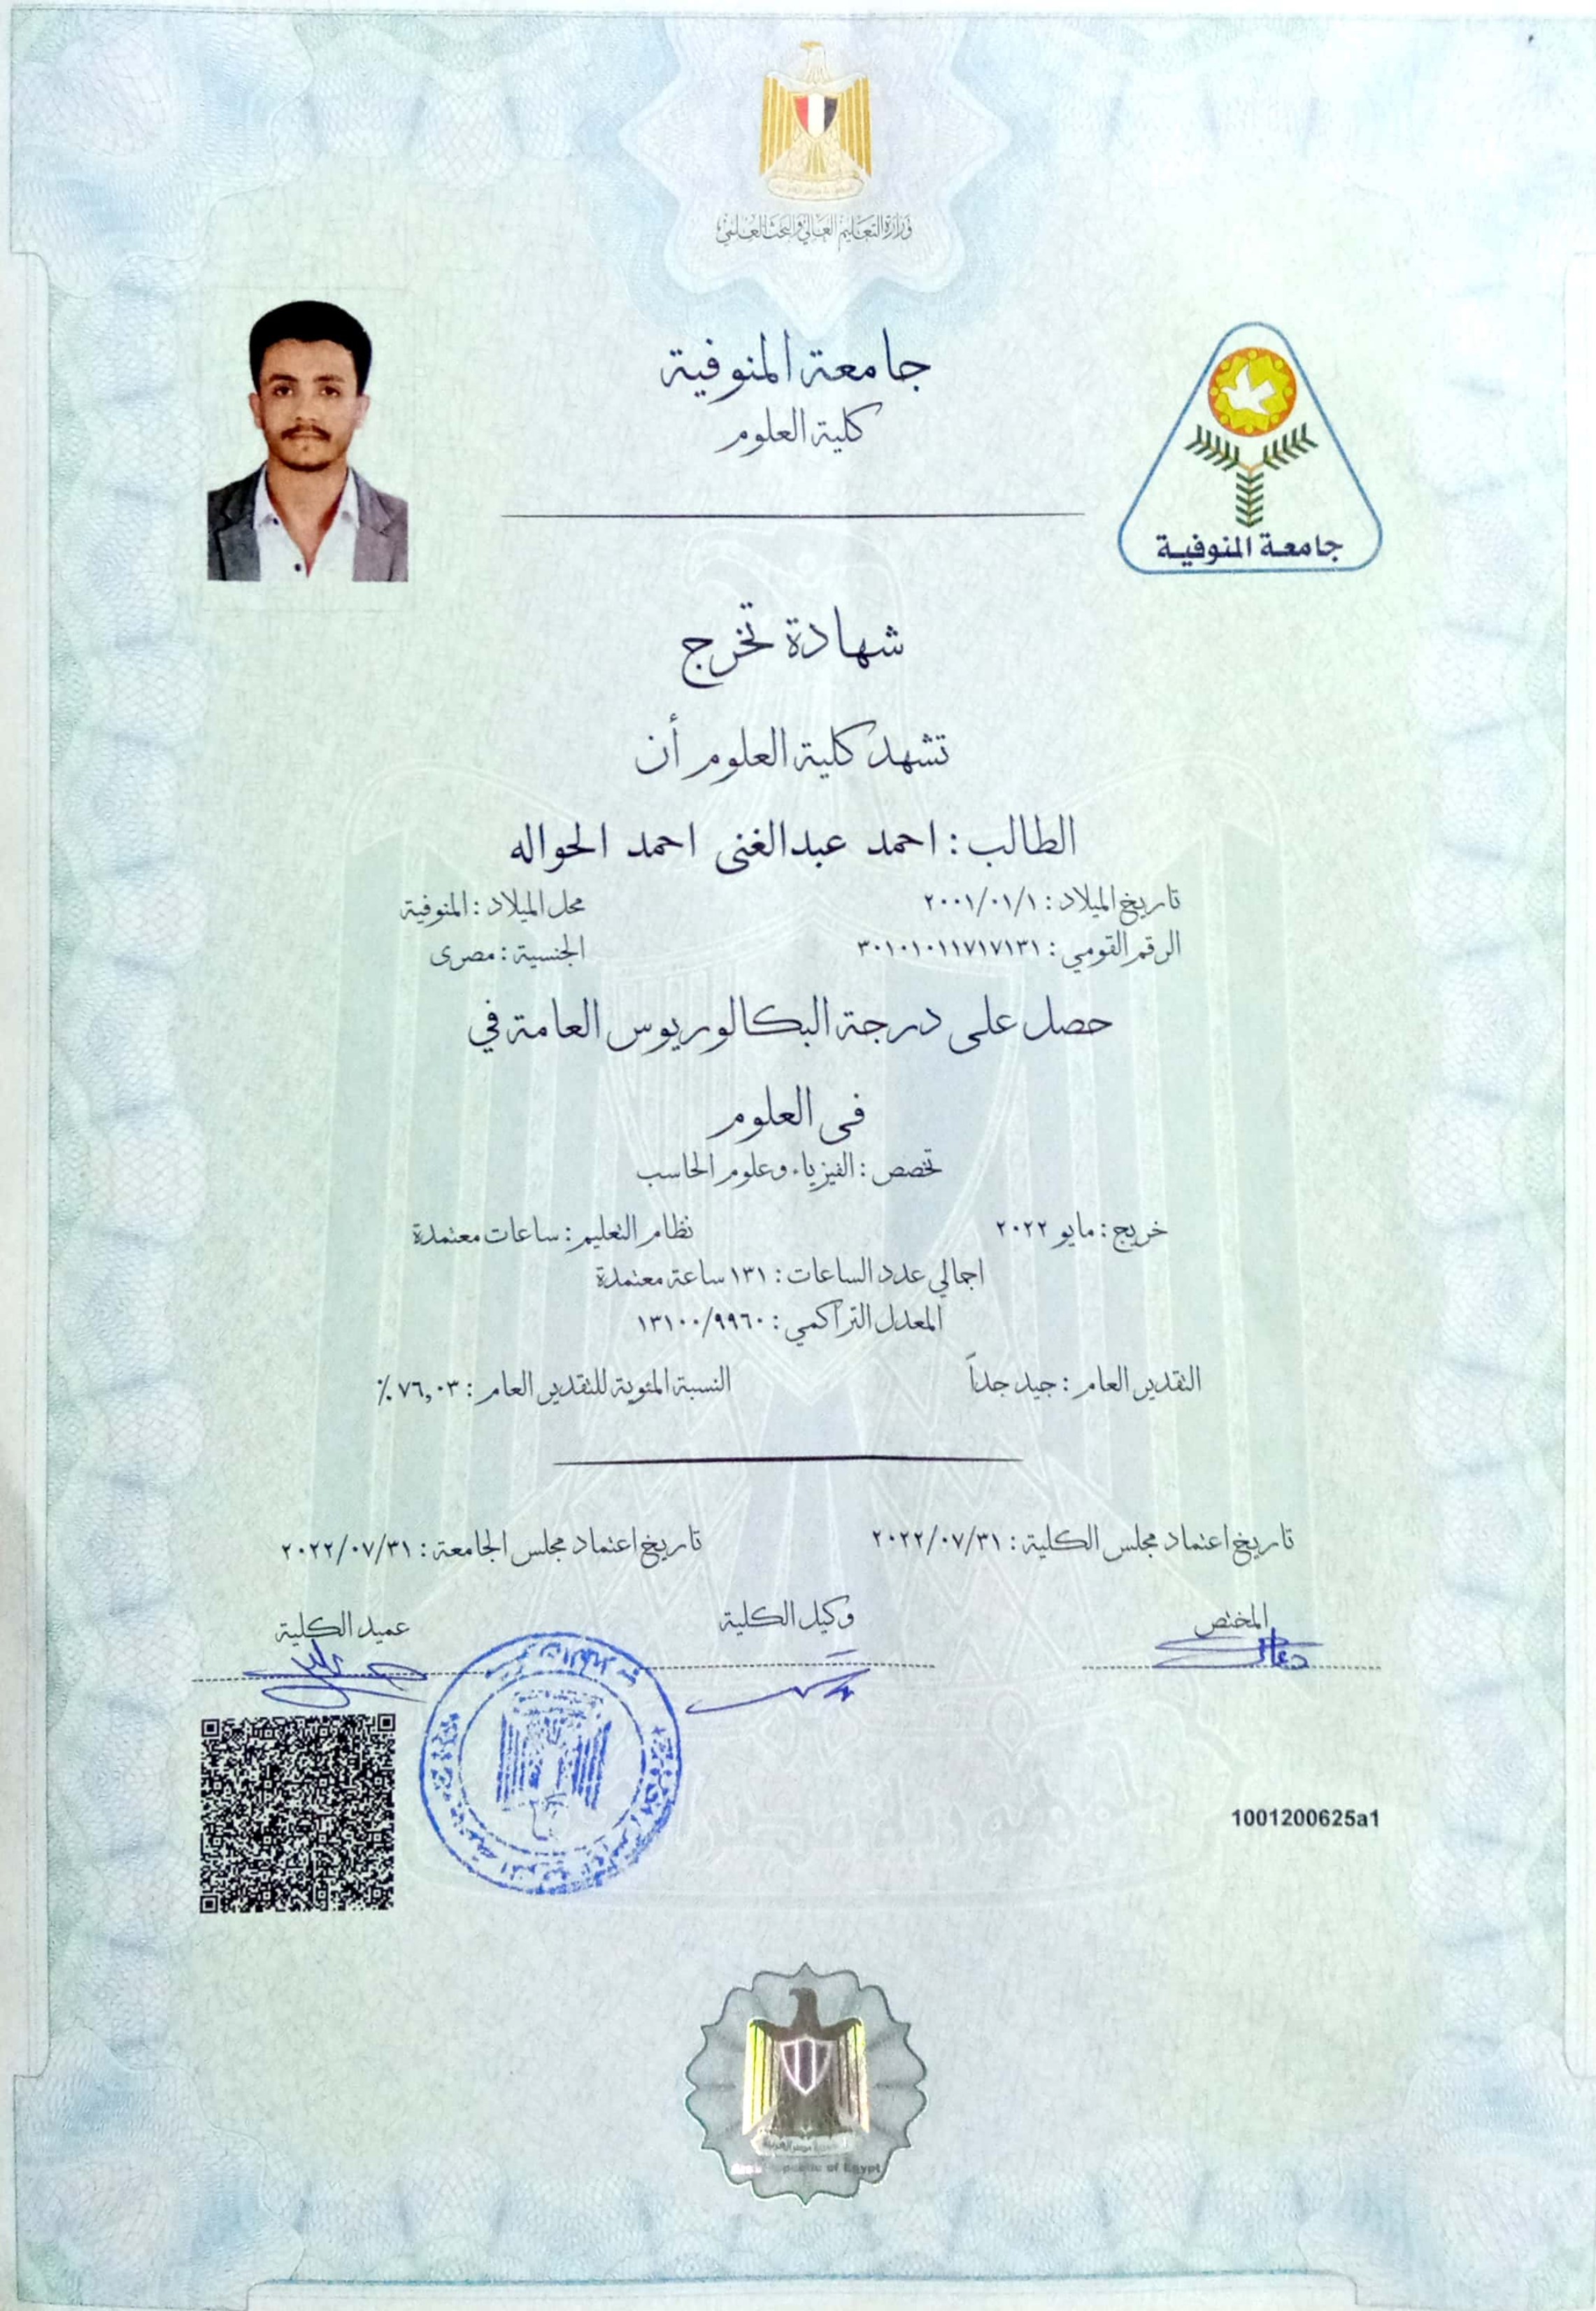 وزارة التعليم العالي والبحث العلمي
جامعة المنوفية
كلية العلوم
جامعة المنوفية
شهادة تخرج
تشهد كلية العلوم أن
الطالب : احمد عبدالغنى احمد الحواله
تاريخ الميلاد : ٢٠٠١/٠١/١ محل الميلاد : المنوفية
الرقم القومي : ٣٠١٠١٠١١٧١٧١٣١ الجنسية : مصرى
حصل على درجة البكالوريوس العامة في
فى العلوم
تخصص : الفيزياء وعلوم الحاسب
خريج : مايو ٢٠٢٢ نظام التعليم : ساعات معتمدة
اجمالي عدد الساعات : ١٣١ ساعة معتمدة
المعدل التراكمي : ١٣١٠٠/٩٩٦٠
التقدير العام : جيد جداً النسبة المئوية للتقدير العام : ٧٦,٠٣ ٪
تاريخ اعتماد مجلس الكلية : ٢٠٢٢/٠٧/٣١ تاريخ اعتماد مجلس الجامعة : ٢٠٢٢/٠٧/٣١
المختص وكيل الكلية عميد الكلية
1001200625a1
Republic of Egypt